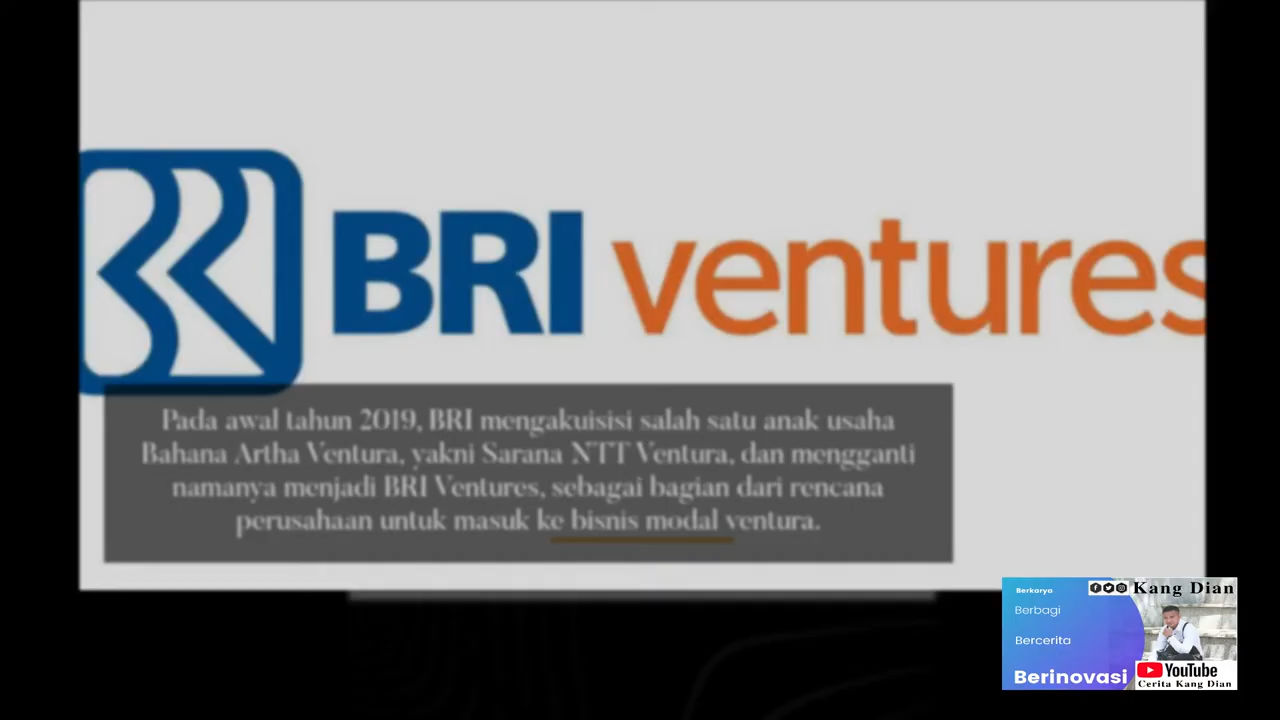 BRI ventures
Pada awal tahun 2019, BRI mengakuisisi salah satu anak usaha
Bahana Artha Ventura, yakni Sarana NTT Ventura, dan mengganti
namanya menjadi BRI Ventures, sebagai bagian dari rencana
perusahaan untuk masuk ke bisnis modal ventura.
Berkarya
Kang Dian
Berbagi
Bercerita
Berinovasi
YouTube
Cerita Kang Dian